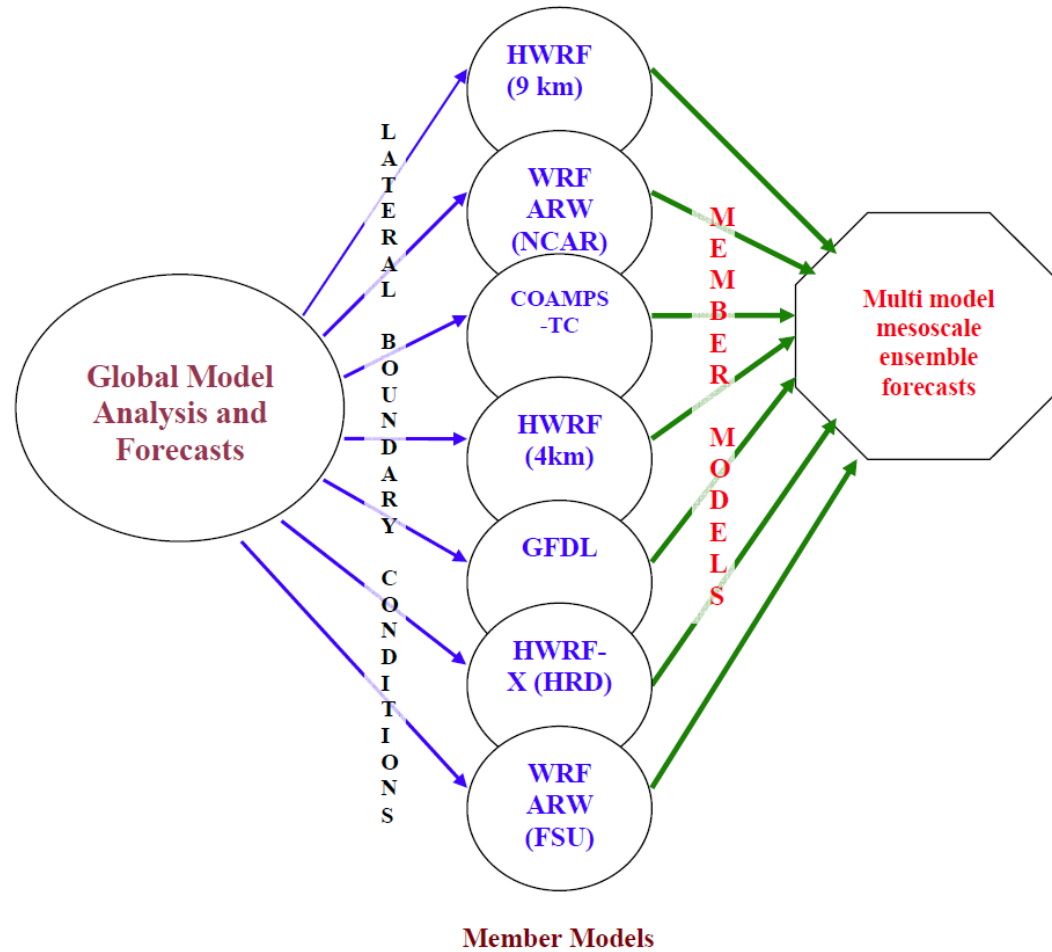 Global Model
Analysis and
Forecasts
LATERAL BOUNDARY CONDITIONS
HWRF
(9 km)
WRF
ARW
(NCAR)
COAMPS
-TC
HWRF
(4km)
GFDL
HWRF-
X (HRD)
WRF
ARW
(FSU)
MEMBER MODELS
Multi model
mesoscale
ensemble
forecasts
Member Models